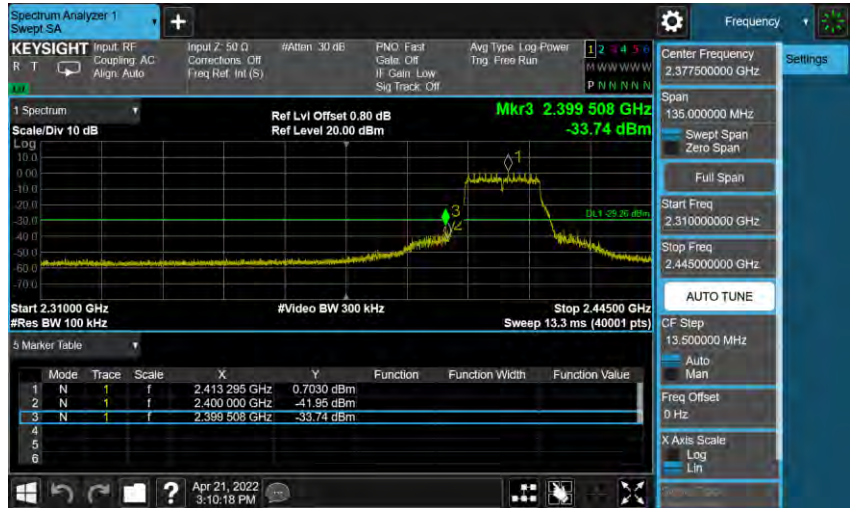 Spectrum Analyzer 1
Swept SA
Frequency
KEYSIGHT
R T
Input: RF
Coupling: AC
Align: Auto
Input Z: 50 Ω
Corrections: Off
Freq Ref: Int (S)
#Atten: 30 dB
PNO: Fast
Gate: Off
IF Gain: Low
Sig Track: Off
Avg Type: Log-Power
Trig: Free Run
1 2 3 4 5 6
M W W W W W
P N N N N N
1 Spectrum
Scale/Div 10 dB
Ref Lvl Offset 0.80 dB
Ref Level 20.00 dBm
Mkr3 2.399 508 GHz
-33.74 dBm
Log
10.0
0.00
-10.0
-20.0
-30.0
-40.0
-50.0
-60.0
-70.0
1
3
2
DL1 -29.26 dBm
Start 2.31000 GHz
#Res BW 100 kHz
#Video BW 300 kHz
Stop 2.44500 GHz
Sweep 13.3 ms (40001 pts)
5 Marker Table
Mode Trace Scale X Y Function Function Width Function Value
1 N 1 f 2.413 295 GHz 0.7030 dBm
2 N 1 f 2.400 000 GHz -41.95 dBm
3 N 1 f 2.399 508 GHz -33.74 dBm
4
5
6
Apr 21, 2022
3:10:18 PM
?
Center Frequency
2.377500000 GHz
Settings
Span
135.000000 MHz
Swept Span
Zero Span
Full Span
Start Freq
2.310000000 GHz
Stop Freq
2.445000000 GHz
AUTO TUNE
CF Step
13.500000 MHz
Auto
Man
Freq Offset
0 Hz
X Axis Scale
Log
Lin